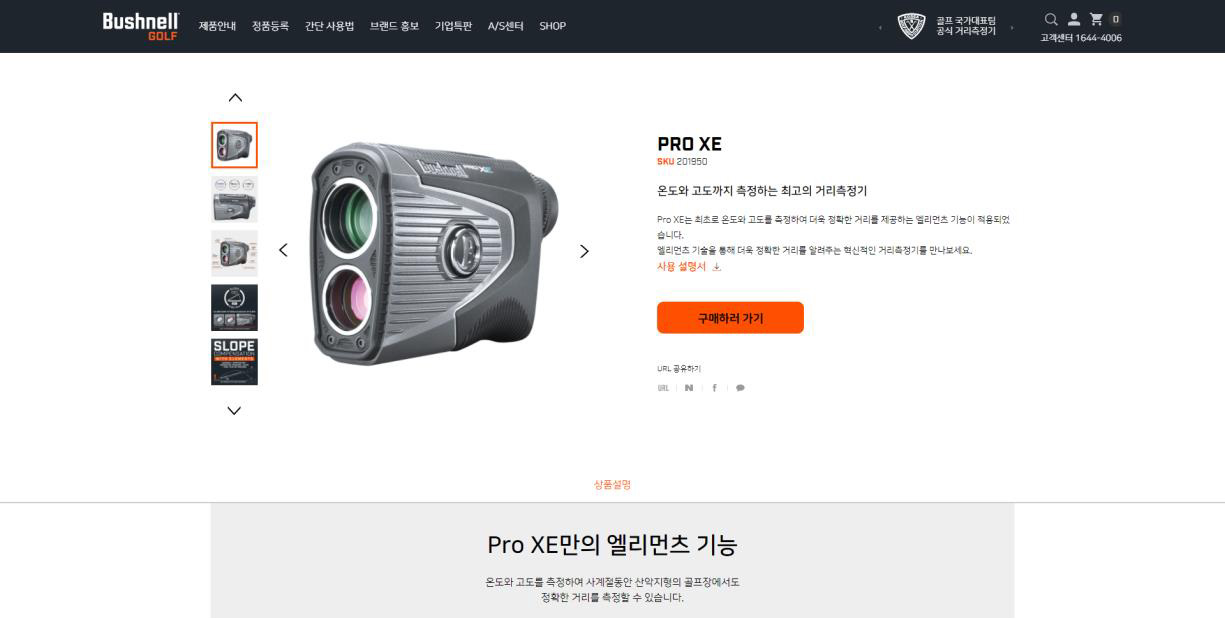 Bushnell
GOLF
제품안내 정품등록 간단 사용법 브랜드 홍보 기업특판 A/S센터 SHOP
골프 국가대표팀
공식 거리측정기
0
고객센터 1644-4006
Bushnell PRO XE
PRO XE
SKU 201950
온도와 고도까지 측정하는 최고의 거리측정기
Pro XE는 최초로 온도와 고도를 측정하여 더욱 정확한 거리를 제공하는 엘리먼츠 기능이 적용되었
습니다.
엘리먼츠 기술을 통해 더욱 정확한 거리를 알려주는 혁신적인 거리측정기를 만나보세요.
사용 설명서
구매하러 가기
SLOPE
COMPENSATION
WITH ELEMENTS
URL 공유하기
URL N f
상품설명
Pro XE만의 엘리먼츠 기능
온도와 고도를 측정하여 사계절동안 산악지형의 골프장에서도
정확한 거리를 측정할 수 있습니다.